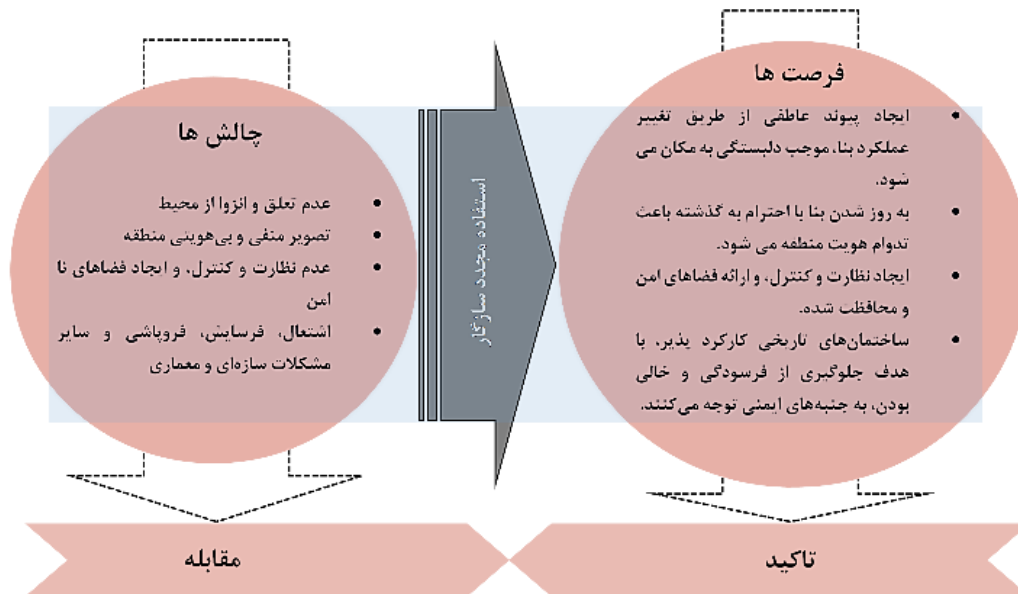 چالش ها
عدم تعلق و انزوا از محیط
تصویر منفی و بی‌هویتی منطقه
عدم نظارت و کنترل، و ایجاد فضاهای نا
امن
اشتعال، فرسایش، فروپاشی و سایر
مشکلات سازه‌ای و معماری
استفاده مجدد سازگار
فرصت ها
ایجاد پیوند عاطفی از طریق تغییر
عملکرد بنا، موجب دلبستگی به مکان می
شود.
به روز شدن بنا با احترام به گذشته باعث
تدوام هویت منطقه می شود.
ایجاد نظارت و کنترل، و ارائه فضاهای امن
و محافظت شده.
ساختمان‌های تاریخی کارکرد پذیر، با
هدف جلوگیری از فرسودگی و خالی
بودن، به جنبه‌های ایمنی توجه می‌کنند.
مقابله
تاکید